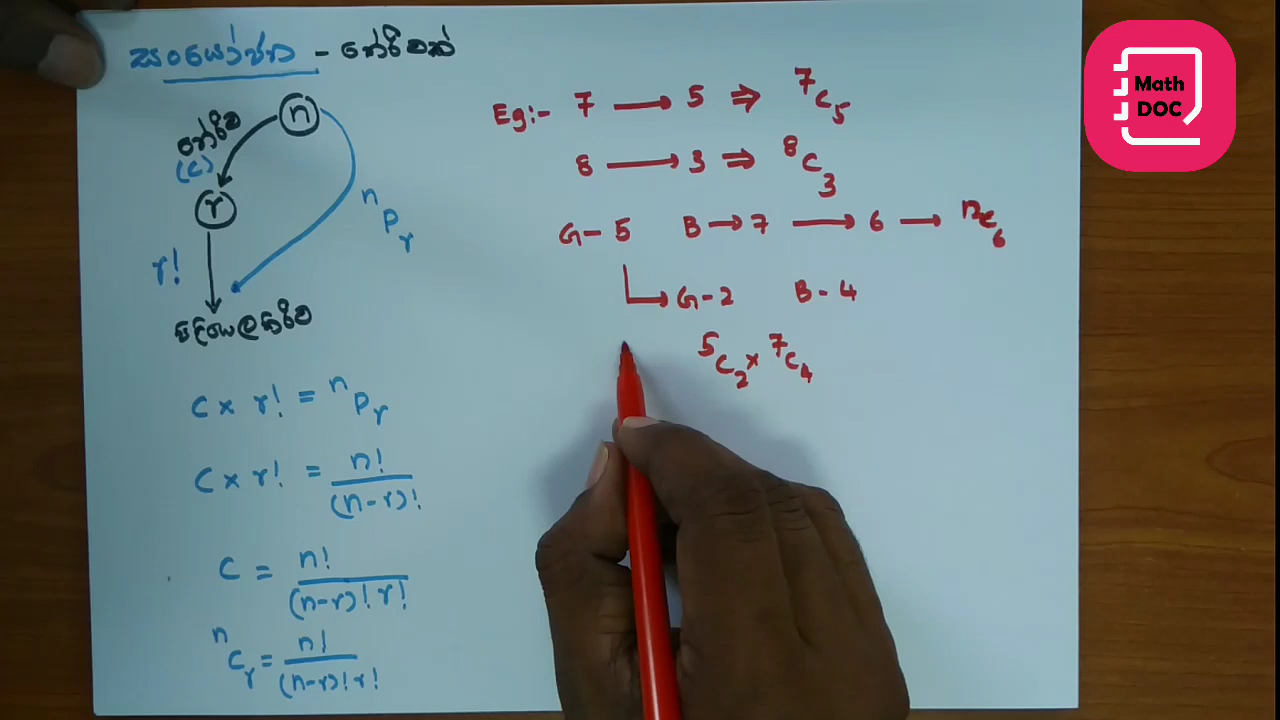 සංයෝජන - තේරීමක්
n
තේරීම
(C)
r
ⁿPᵣ
r!
පිළියෙලකිරීම
C × r! = ⁿPᵣ
C × r! = n!/(n-r)!
C = n!/(n-r)! r!
ⁿCᵣ = n!/(n-r)! r!
Eg:- 7 → 5 ⇒ ⁷C₅
8 → 3 ⇒ ⁸C₃
G - 5 B → 7 → 6 → ¹²C₆
G - 2 B - 4
⁵C₂ × ⁷C₄
Math
DOC